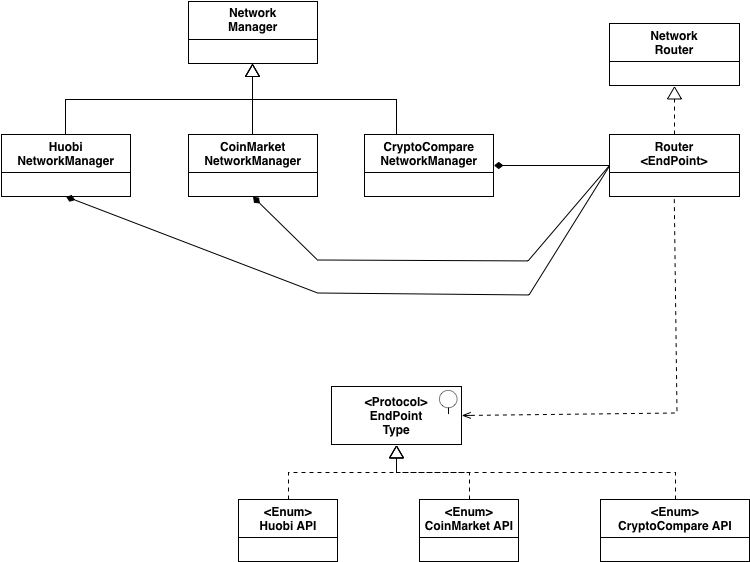 Network
Manager
Network
Router
Huobi
NetworkManager
CoinMarket
NetworkManager
CryptoCompare
NetworkManager
Router
<EndPoint>
<Protocol>
EndPoint
Type
<Enum>
Huobi API
<Enum>
CoinMarket API
<Enum>
CryptoCompare API